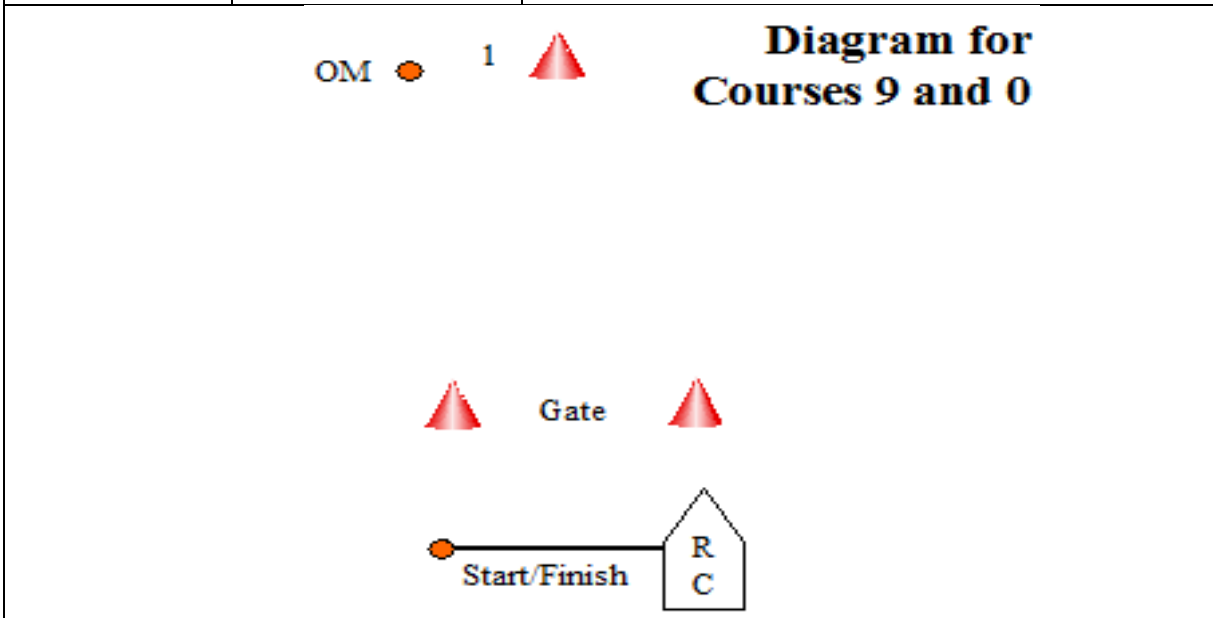 Diagram for
Courses 9 and 0
OM
1
Gate
Start/Finish
R
C